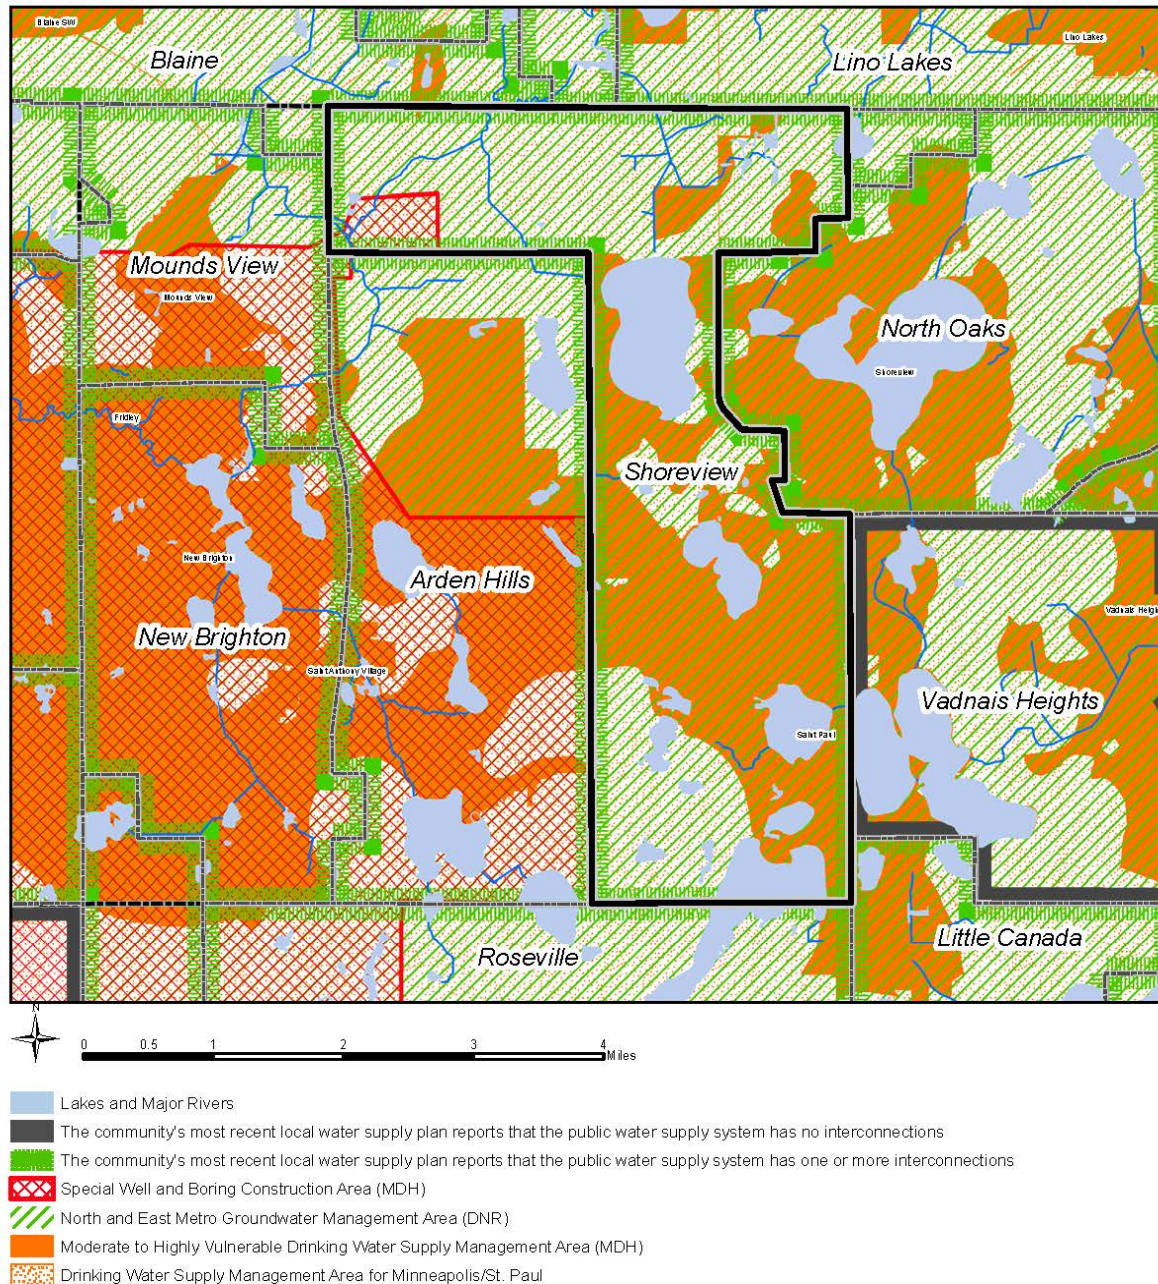 Blaine SW
Blaine
Lino Lakes
Lino Lakes
Mounds View
Mounds View
North Oaks
Shoreview
Fridley
Shoreview
New Brighton
Arden Hills
New Brighton
Vadnais Heigh
Saint Anthony Village
Vadnais Heights
Saint Paul
Roseville
Little Canada
N
0 0.5 1 2 3 4
Miles
Lakes and Major Rivers
The community's most recent local water supply plan reports that the public water supply system has no interconnections
The community's most recent local water supply plan reports that the public water supply system has one or more interconnections
Special Well and Boring Construction Area (MDH)
North and East Metro Groundwater Management Area (DNR)
Moderate to Highly Vulnerable Drinking Water Supply Management Area (MDH)
Drinking Water Supply Management Area for Minneapolis/St. Paul